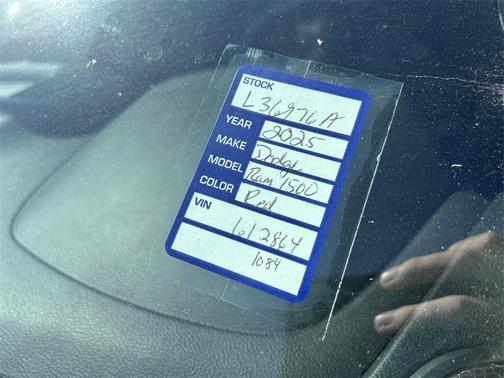 STOCK
L36976A
YEAR 2025
MAKE Dodge
MODEL Ram 1500
COLOR Red
VIN
612864
1084